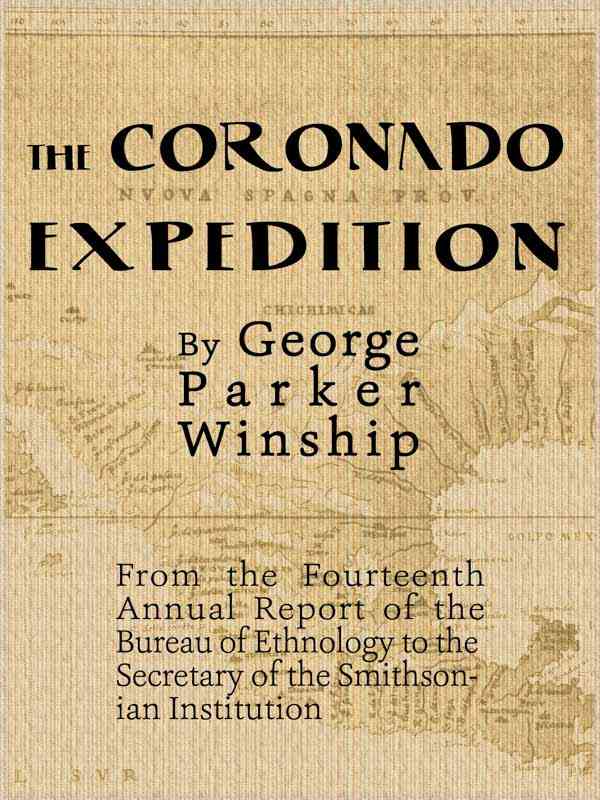 THE CORONADO
NVOVA SPAGNA PROV.
EXPEDITION
CHICHIMICAS
By George
Parker
Winship
GOLFO MEX
From the Fourteenth
Annual Report of the
Bureau of Ethnology to the
Secretary of the Smithson-
ian Institution
L SVR